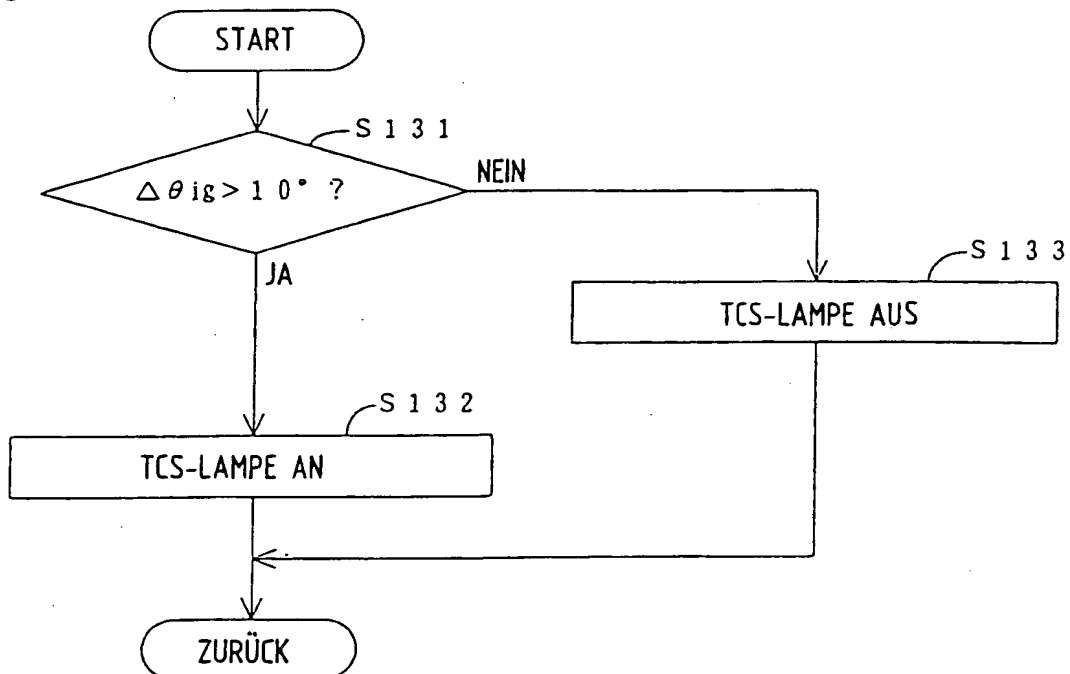 START
S131
Δθig>10° ?
NEIN
JA
S133
TCS-LAMPE AUS
S132
TCS-LAMPE AN
ZURÜCK